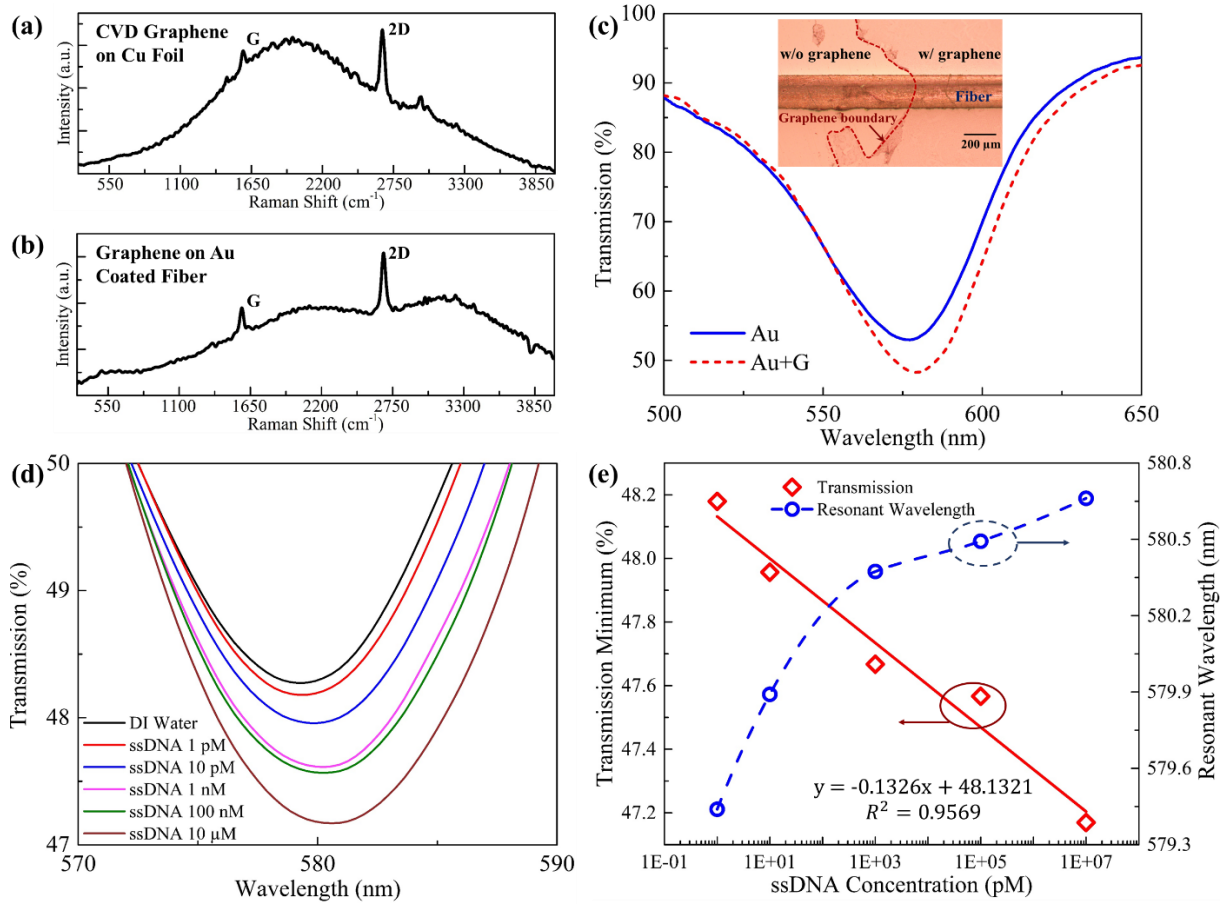 (a)
CVD Graphene
on Cu Foil
G
2D
Intensity (a.u.)
550 1100 1650 2200 2750 3300 3850
Raman Shift (cm⁻¹)
(b)
Graphene on Au
Coated Fiber
G
2D
Intensity (a.u.)
550 1100 1650 2200 2750 3300 3850
Raman Shift (cm⁻¹)
(c)
100
90
80
70
60
50
Transmission (%)
w/o graphene w/ graphene
Fiber
Graphene boundary
200 μm
Au
Au+G
500 550 600 650
Wavelength (nm)
(d)
50
49
48
47
Transmission (%)
DI Water
ssDNA 1 pM
ssDNA 10 pM
ssDNA 1 nM
ssDNA 100 nM
ssDNA 10 μM
570 580 590
Wavelength (nm)
(e)
48.2
48.0
47.8
47.6
47.4
47.2
Transmission Minimum (%)
Transmission
Resonant Wavelength
y = -0.1326x + 48.1321
R² = 0.9569
580.8
580.5
580.2
579.9
579.6
579.3
Resonant Wavelength (nm)
1E-01 1E+01 1E+03 1E+05 1E+07
ssDNA Concentration (pM)